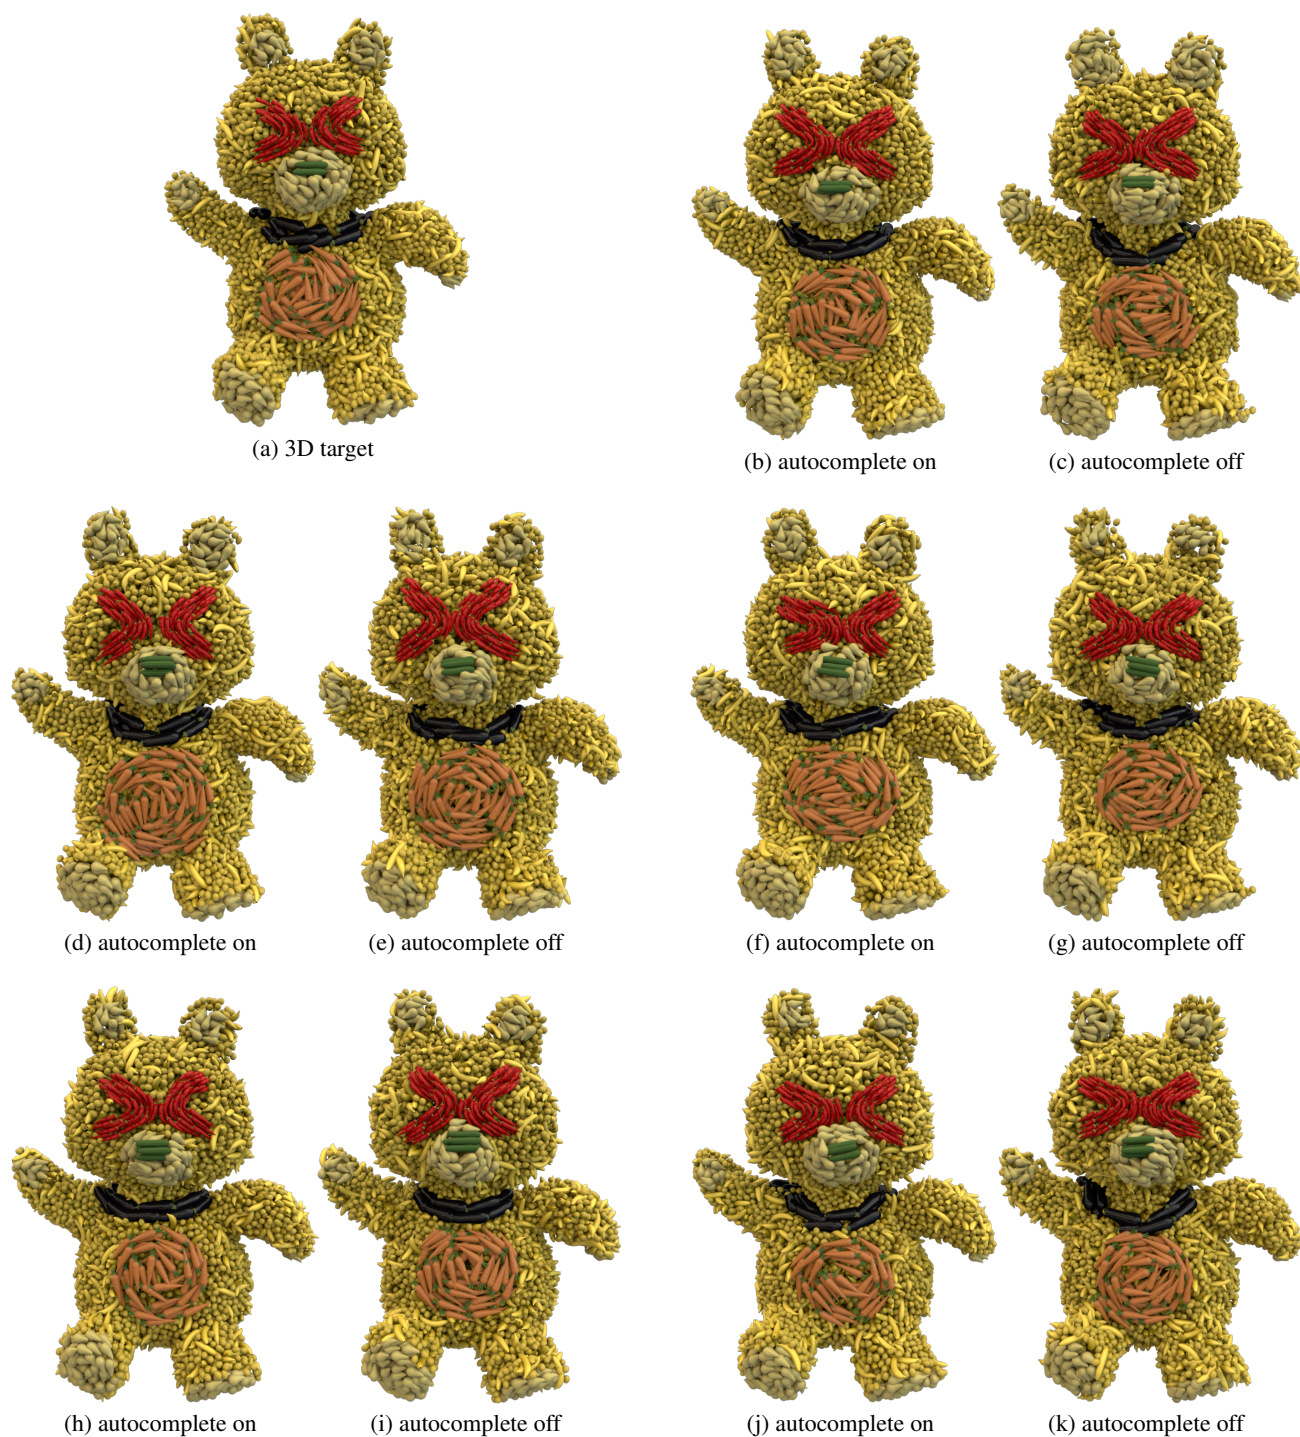 (a) 3D target
(b) autocomplete on
(c) autocomplete off
(d) autocomplete on
(e) autocomplete off
(f) autocomplete on
(g) autocomplete off
(h) autocomplete on
(i) autocomplete off
(j) autocomplete on
(k) autocomplete off